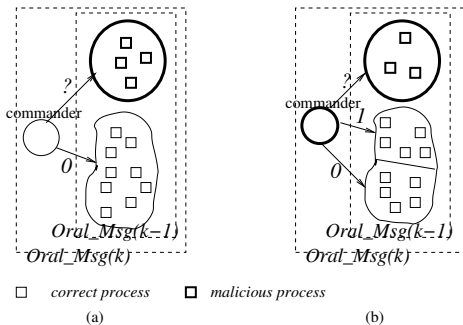 ?
commander
0
Oral_Msg(k−1)
Oral_Msg(k)
?
commander
1
0
Oral_Msg(k−1)
Oral_Msg(k)
correct process
malicious process
(a)
(b)